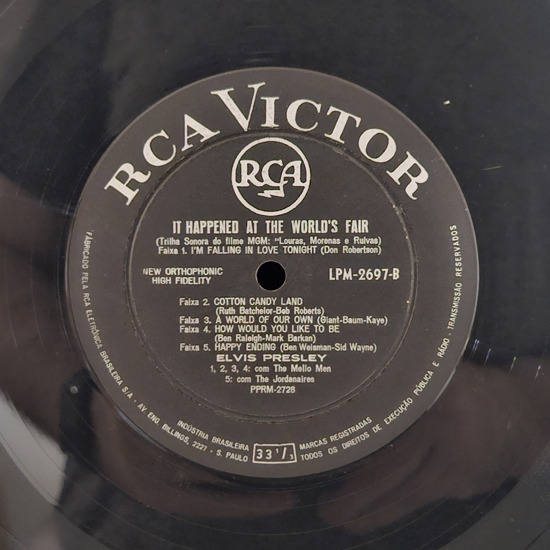 RCA VICTOR
RCA
IT HAPPENED AT THE WORLD'S FAIR
(Trilha Sonora do filme MGM: "Louras, Morenas e Ruivas)
Faixa 1. I'M FALLING IN LOVE TONIGHT (Don Robertson)
NEW ORTHOPHONIC
HIGH FIDELITY
LPM-2697-B
Faixa 2. COTTON CANDY LAND
(Ruth Batchelor-Bob Roberts)
Faixa 3. A WORLD OF OUR OWN (Giant-Baum-Kaye)
Faixa 4. HOW WOULD YOU LIKE TO BE
(Ben Raleigh-Mark Barkan)
Faixa 5. HAPPY ENDING (Ben Weisman-Sid Wayne)
ELVIS PRESLEY
1, 2, 3, 4: com The Mello Men
5: com The Jordanaires
PPRM-2728
FABRICADO PELA RCA ELETRÔNICA BRASILEIRA S/A - AV ENG. BILLINGS, 2227 - S. PAULO
INDÚSTRIA BRASILEIRA
33 1/3
MARCAS REGISTRADAS
TODOS OS DIREITOS DE EXECUÇÃO PÚBLICA E RÁDIO - TRANSMISSÃO RESERVADOS